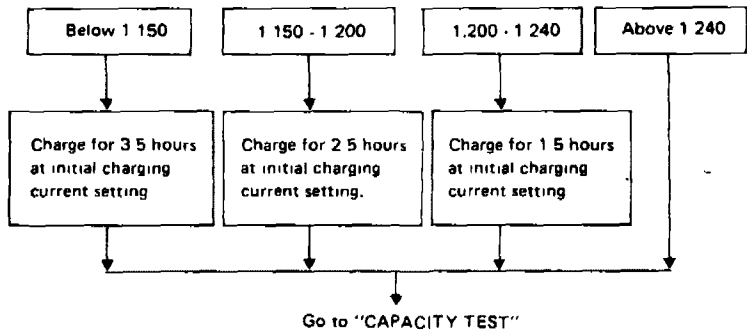 Below 1 150
1 150 - 1 200
1.200 - 1 240
Above 1 240
Charge for 3 5 hours
at initial charging
current setting
Charge for 2 5 hours
at initial charging
current setting.
Charge for 1 5 hours
at initial charging
current setting
Go to "CAPACITY TEST"